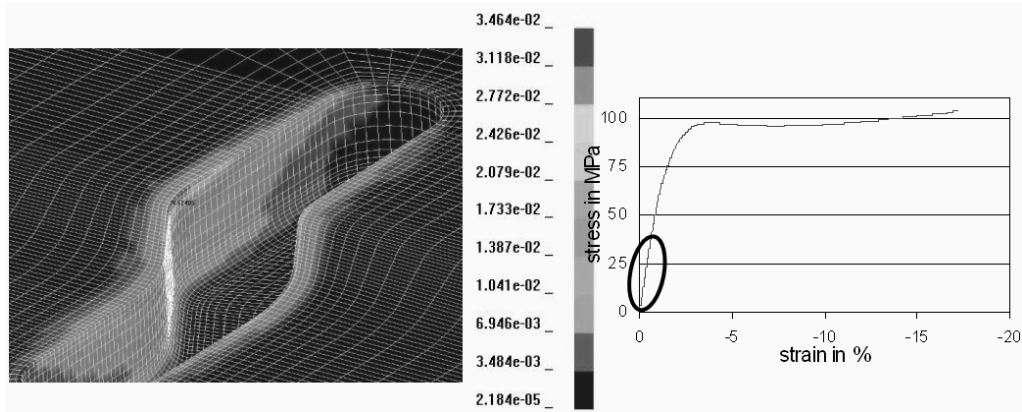 3.464e-02
3.118e-02
2.772e-02
2.426e-02
2.079e-02
1.733e-02
1.387e-02
1.041e-02
6.946e-03
3.484e-03
2.184e-05
stress in MPa
100
75
50
25
0
0 -5 -10 -15 -20
strain in %